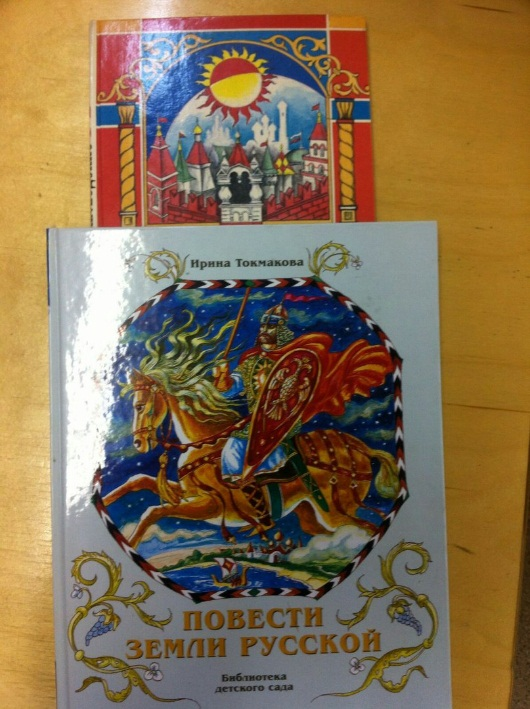 Ирина Токмакова
ПОВЕСТИ
ЗЕМЛИ РУССКОЙ
Библиотека
детского сада